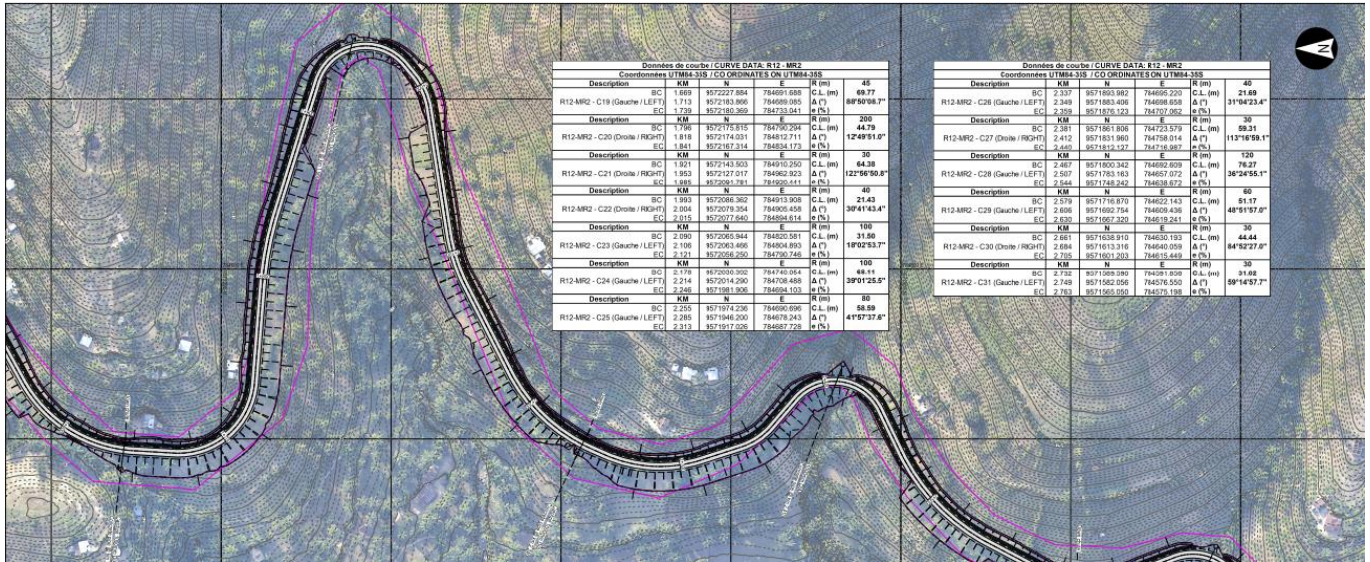 Données de courbe / CURVE DATA: R12 - MR2
Coordonnées UTM84-35S / CO ORDINATES ON UTM84-35S
Description KM N E R (m) 45
BC 1.669 9572227.884 784691.688 C.L. (m) 69.77
R12-MR2 - C19 (Gauche / LEFT) 1.713 9572183.866 784689.085 Δ (°) 88°50'08.7"
EC 1.739 9572180.369 784733.041 e (%)
Description KM N E R (m) 200
BC 1.796 9572175.815 784790.294 C.L. (m) 44.79
R12-MR2 - C20 (Droite / RIGHT) 1.818 9572174.031 784812.711 Δ (°) 12°49'51.0"
EC 1.841 9572167.314 784834.173 e (%)
Description KM N E R (m) 30
BC 1.921 9572143.503 784910.250 C.L. (m) 64.38
R12-MR2 - C21 (Droite / RIGHT) 1.953 9572127.017 784962.923 Δ (°) 122°56'50.8"
EC 1.985 9572091.781 784920.441 e (%)
Description KM N E R (m) 40
BC 1.993 9572086.362 784913.908 C.L. (m) 21.43
R12-MR2 - C22 (Droite / RIGHT) 2.004 9572079.354 784905.458 Δ (°) 30°41'43.4"
EC 2.015 9572077.640 784894.614 e (%)
Description KM N E R (m) 100
BC 2.090 9572065.944 784820.581 C.L. (m) 31.50
R12-MR2 - C23 (Gauche / LEFT) 2.106 9572063.466 784804.893 Δ (°) 18°02'53.7"
EC 2.121 9572056.250 784790.746 e (%)
Description KM N E R (m) 100
BC 2.178 9572030.302 784740.054 C.L. (m) 68.11
R12-MR2 - C24 (Gauche / LEFT) 2.214 9572014.290 784708.488 Δ (°) 39°01'25.5"
EC 2.246 9571981.906 784694.103 e (%)
Description KM N E R (m) 80
BC 2.255 9571974.236 784690.696 C.L. (m) 58.59
R12-MR2 - C25 (Gauche / LEFT) 2.285 9571946.200 784678.243 Δ (°) 41°57'37.6"
EC 2.313 9571917.026 784687.728 e (%)
Données de courbe / CURVE DATA: R12 - MR2
Coordonnées UTM84-35S / CO ORDINATES ON UTM84-35S
Description KM N E R (m) 40
BC 2.337 9571893.982 784695.220 C.L. (m) 21.69
R12-MR2 - C26 (Gauche / LEFT) 2.349 9571883.406 784698.658 Δ (°) 31°04'23.4"
EC 2.359 9571876.123 784707.062 e (%)
Description KM N E R (m) 30
BC 2.381 9571861.806 784723.579 C.L. (m) 59.31
R12-MR2 - C27 (Droite / RIGHT) 2.412 9571831.960 784758.014 Δ (°) 113°16'59.1"
EC 2.440 9571812.127 784716.987 e (%)
Description KM N E R (m) 120
BC 2.467 9571800.342 784692.609 C.L. (m) 76.27
R12-MR2 - C28 (Gauche / LEFT) 2.507 9571783.163 784657.072 Δ (°) 36°24'55.1"
EC 2.544 9571748.242 784638.672 e (%)
Description KM N E R (m) 60
BC 2.579 9571716.870 784622.143 C.L. (m) 51.17
R12-MR2 - C29 (Gauche / LEFT) 2.606 9571692.754 784609.436 Δ (°) 48°51'57.0"
EC 2.630 9571667.320 784619.241 e (%)
Description KM N E R (m) 30
BC 2.661 9571638.910 784630.193 C.L. (m) 44.44
R12-MR2 - C30 (Droite / RIGHT) 2.684 9571613.316 784640.059 Δ (°) 84°52'27.0"
EC 2.705 9571601.203 784615.449 e (%)
Description KM N E R (m) 30
BC 2.732 C.L. (m) 31.02
R12-MR2 - C31 (Gauche / LEFT) 2.749 9571582.056 784576.550 Δ (°) 59°14'57.7"
EC 2.763 9571565.050 784575.198 e (%)
N